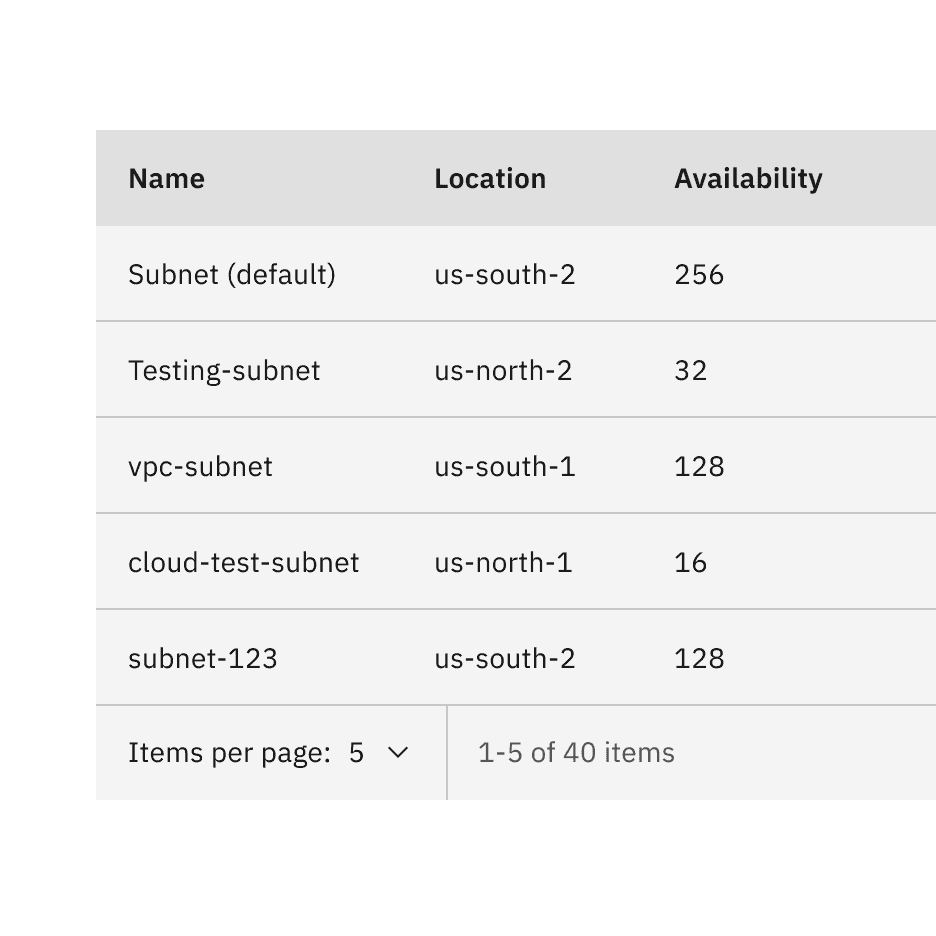 Name Location Availability
Subnet (default) us-south-2 256
Testing-subnet us-north-2 32
vpc-subnet us-south-1 128
cloud-test-subnet us-north-1 16
subnet-123 us-south-2 128
Items per page: 5 1-5 of 40 items